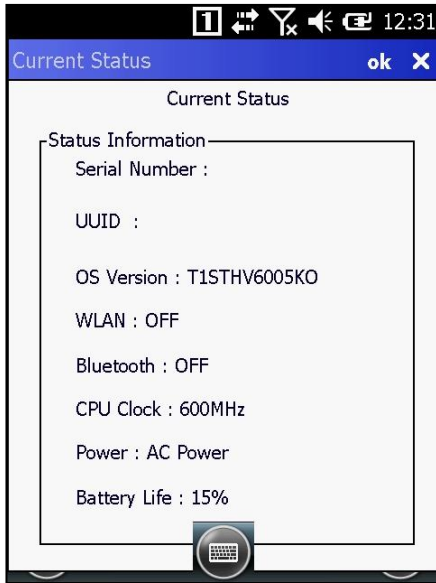 1 12:31
Current Status ok
Current Status
Status Information
Serial Number :
UUID :
OS Version : T1STHV6005KO
WLAN : OFF
Bluetooth : OFF
CPU Clock : 600MHz
Power : AC Power
Battery Life : 15%